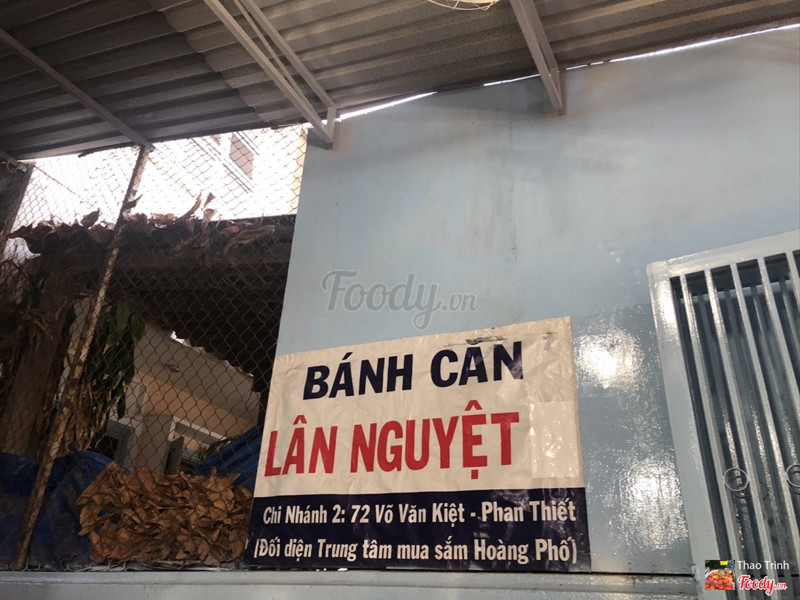 Foody.vn
BÁNH CĂN
LÂN NGUYỆT
Chi Nhánh 2: 72 Võ Văn Kiệt - Phan Thiết
(Đối diện Trung tâm mua sắm Hoàng Phố)
Thao Trinh
Foody.vn